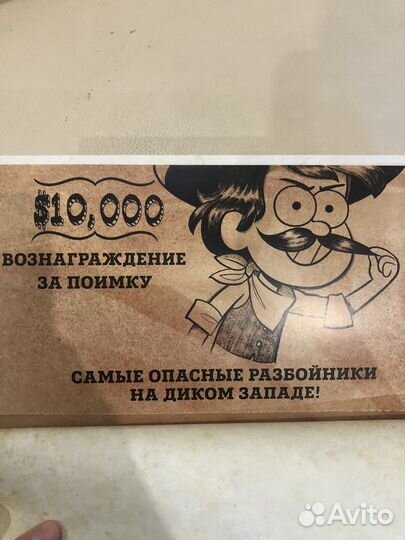 $10,000
ВОЗНАГРАЖДЕНИЕ
ЗА ПОИМКУ
САМЫЕ ОПАСНЫЕ РАЗБОЙНИКИ
НА ДИКОМ ЗАПАДЕ!
Avito